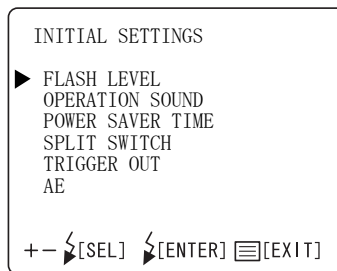 INITIAL SETTINGS
FLASH LEVEL
OPERATION SOUND
POWER SAVER TIME
SPLIT SWITCH
TRIGGER OUT
AE
+-[SEL] [ENTER] [EXIT]